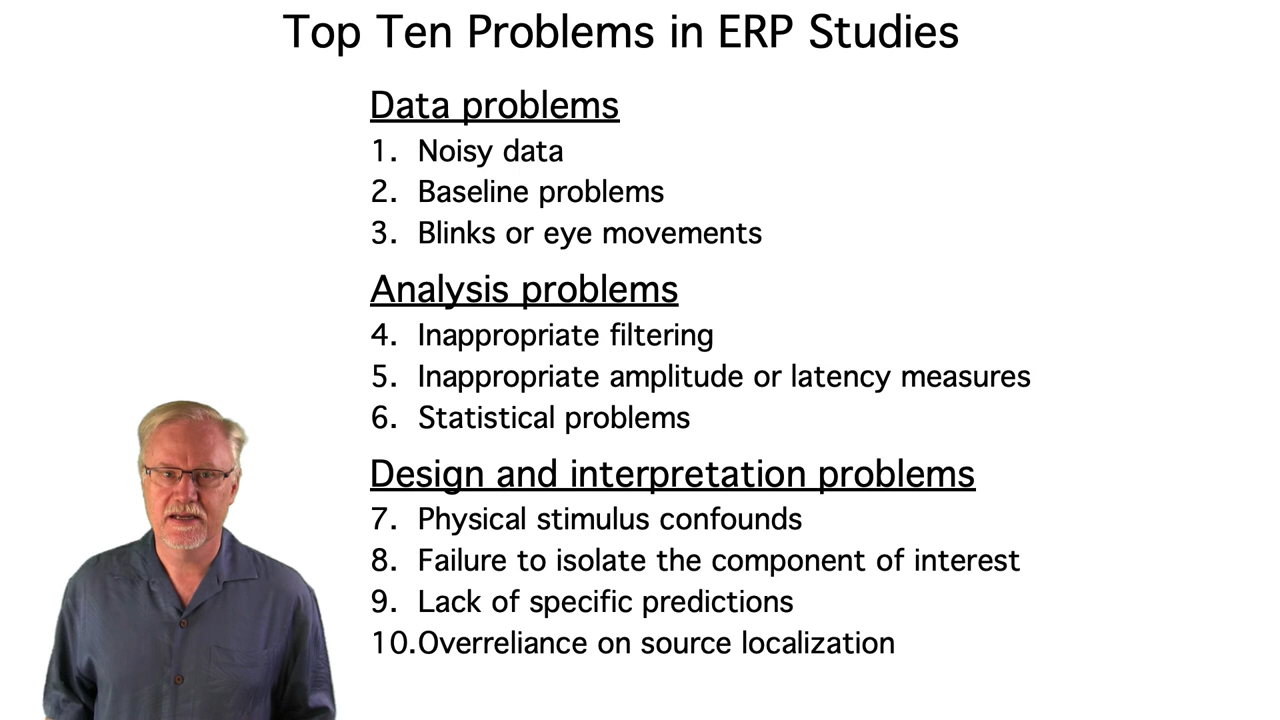 Top Ten Problems in ERP Studies
Data problems
1. Noisy data
2. Baseline problems
3. Blinks or eye movements
Analysis problems
4. Inappropriate filtering
5. Inappropriate amplitude or latency measures
6. Statistical problems
Design and interpretation problems
7. Physical stimulus confounds
8. Failure to isolate the component of interest
9. Lack of specific predictions
10.Overreliance on source localization